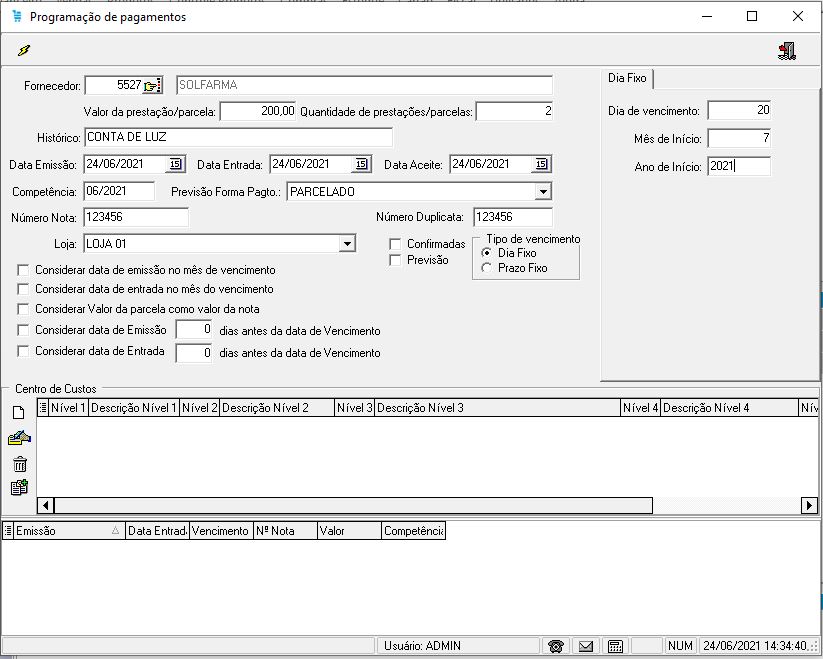 Programação de pagamentos
Dia Fixo
Fornecedor: 5527 SOLFARMA
Valor da prestação/parcela: 200,00 Quantidade de prestações/parcelas: 2
Dia de vencimento: 20
Histórico: CONTA DE LUZ
Mês de Início: 7
Data Emissão: 24/06/2021 15 Data Entrada: 24/06/2021 15 Data Aceite: 24/06/2021 15
Ano de Início: 2021
Competência: 06/2021 Previsão Forma Pagto.: PARCELADO
Número Nota: 123456 Número Duplicata: 123456
Loja: LOJA 01
Confirmadas
Previsão
Tipo de vencimento
Dia Fixo
Prazo Fixo
Considerar data de emissão no mês de vencimento
Considerar data de entrada no mês do vencimento
Considerar Valor da parcela como valor da nota
Considerar data de Emissão 0 dias antes da data de Vencimento
Considerar data de Entrada 0 dias antes da data de Vencimento
Centro de Custos
Nível 1 Descrição Nível 1 Nível 2 Descrição Nível 2 Nível 3 Descrição Nível 3 Nível 4 Descrição Nível 4 Nív
Emissão Data Entrad. Vencimento Nº Nota Valor Competência
Usuário: ADMIN NUM 24/06/2021 14:34:40